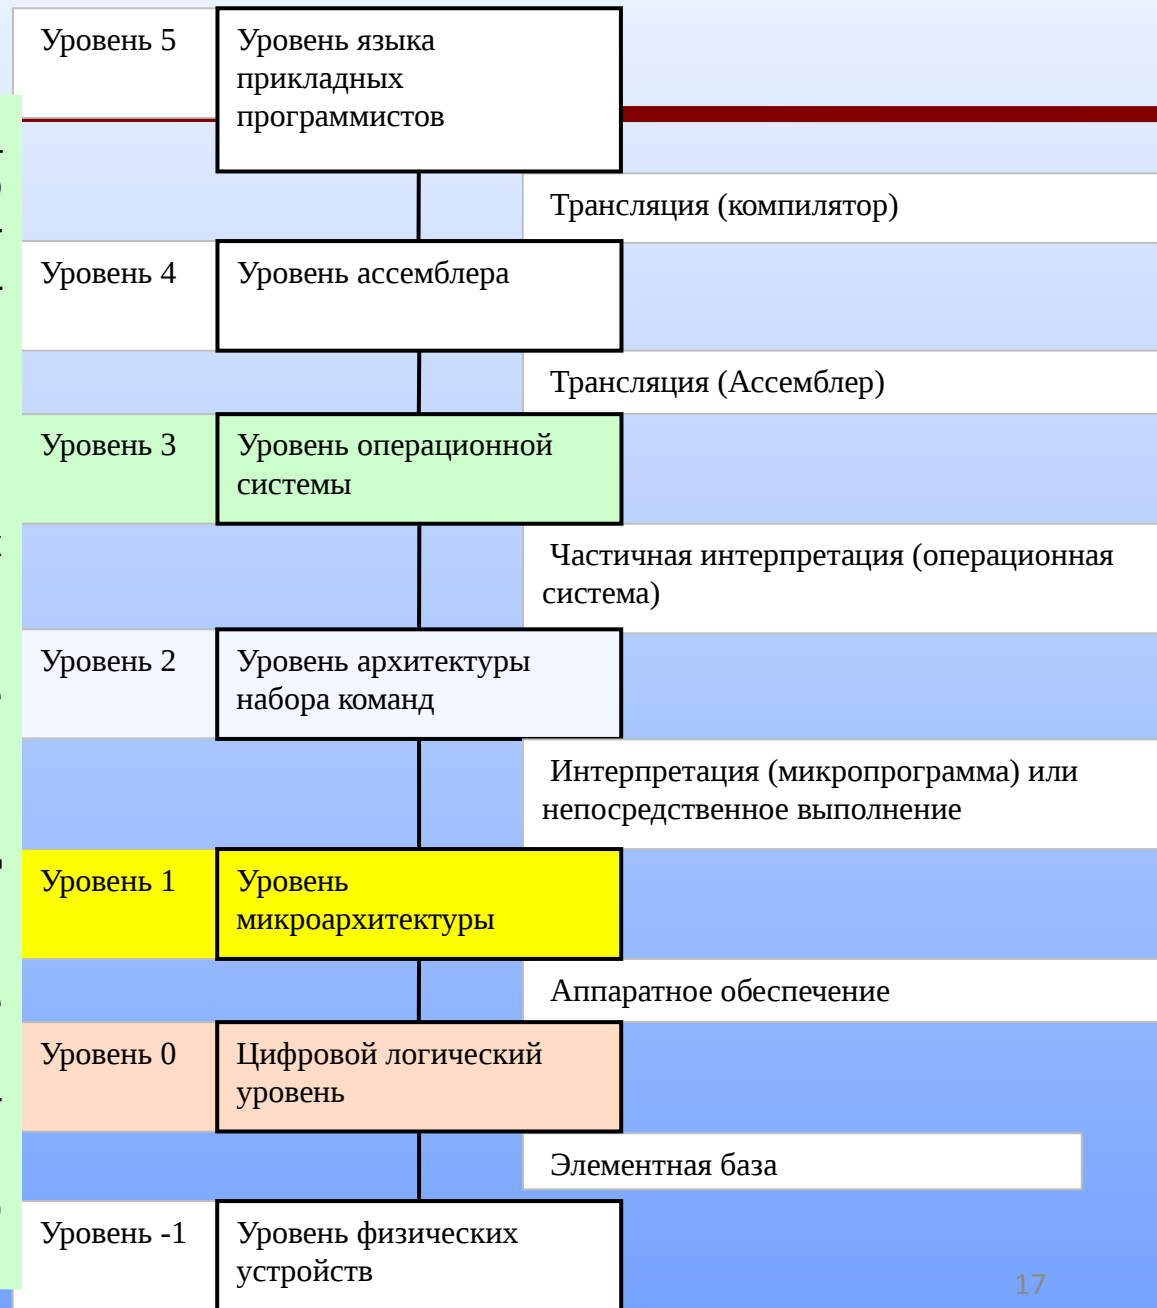 Уровень 5
Уровень языка
прикладных
программистов
Трансляция (компилятор)
Уровень 4
Уровень ассемблера
Трансляция (Ассемблер)
Уровень 3
Уровень операционной
системы
Частичная интерпретация (операционная
система)
Уровень 2
Уровень архитектуры
набора команд
Интерпретация (микропрограмма) или
непосредственное выполнение
Уровень 1
Уровень
микроархитектуры
Аппаратное обеспечение
Уровень 0
Цифровой логический
уровень
Элементная база
Уровень -1
Уровень физических
устройств
17